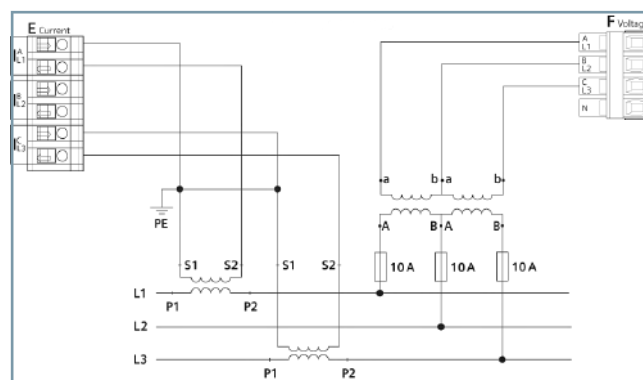 E Current
F Voltag
A
L1
B
L2
C
L3
A
L1
B
L2
C
L3
N
a a b b
PE
A B A B
S1 S2 S1 S2
10 A 10 A 10 A
L1 P1 P2
L2
L3
P1 P2